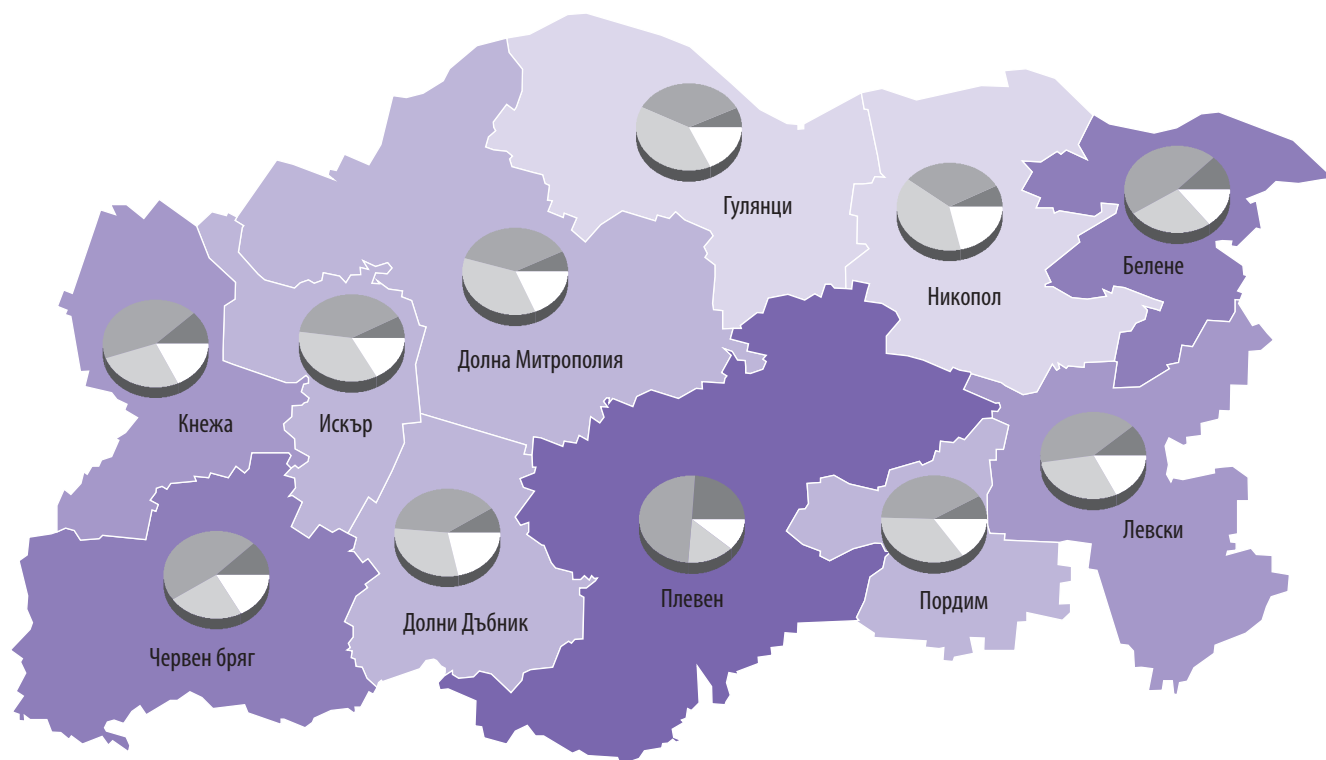 Гулянци
Белене
Никопол
Долна Митрополия
Кнежа
Искър
Левски
Плевен
Пордим
Долни Дъбник
Червен бряг